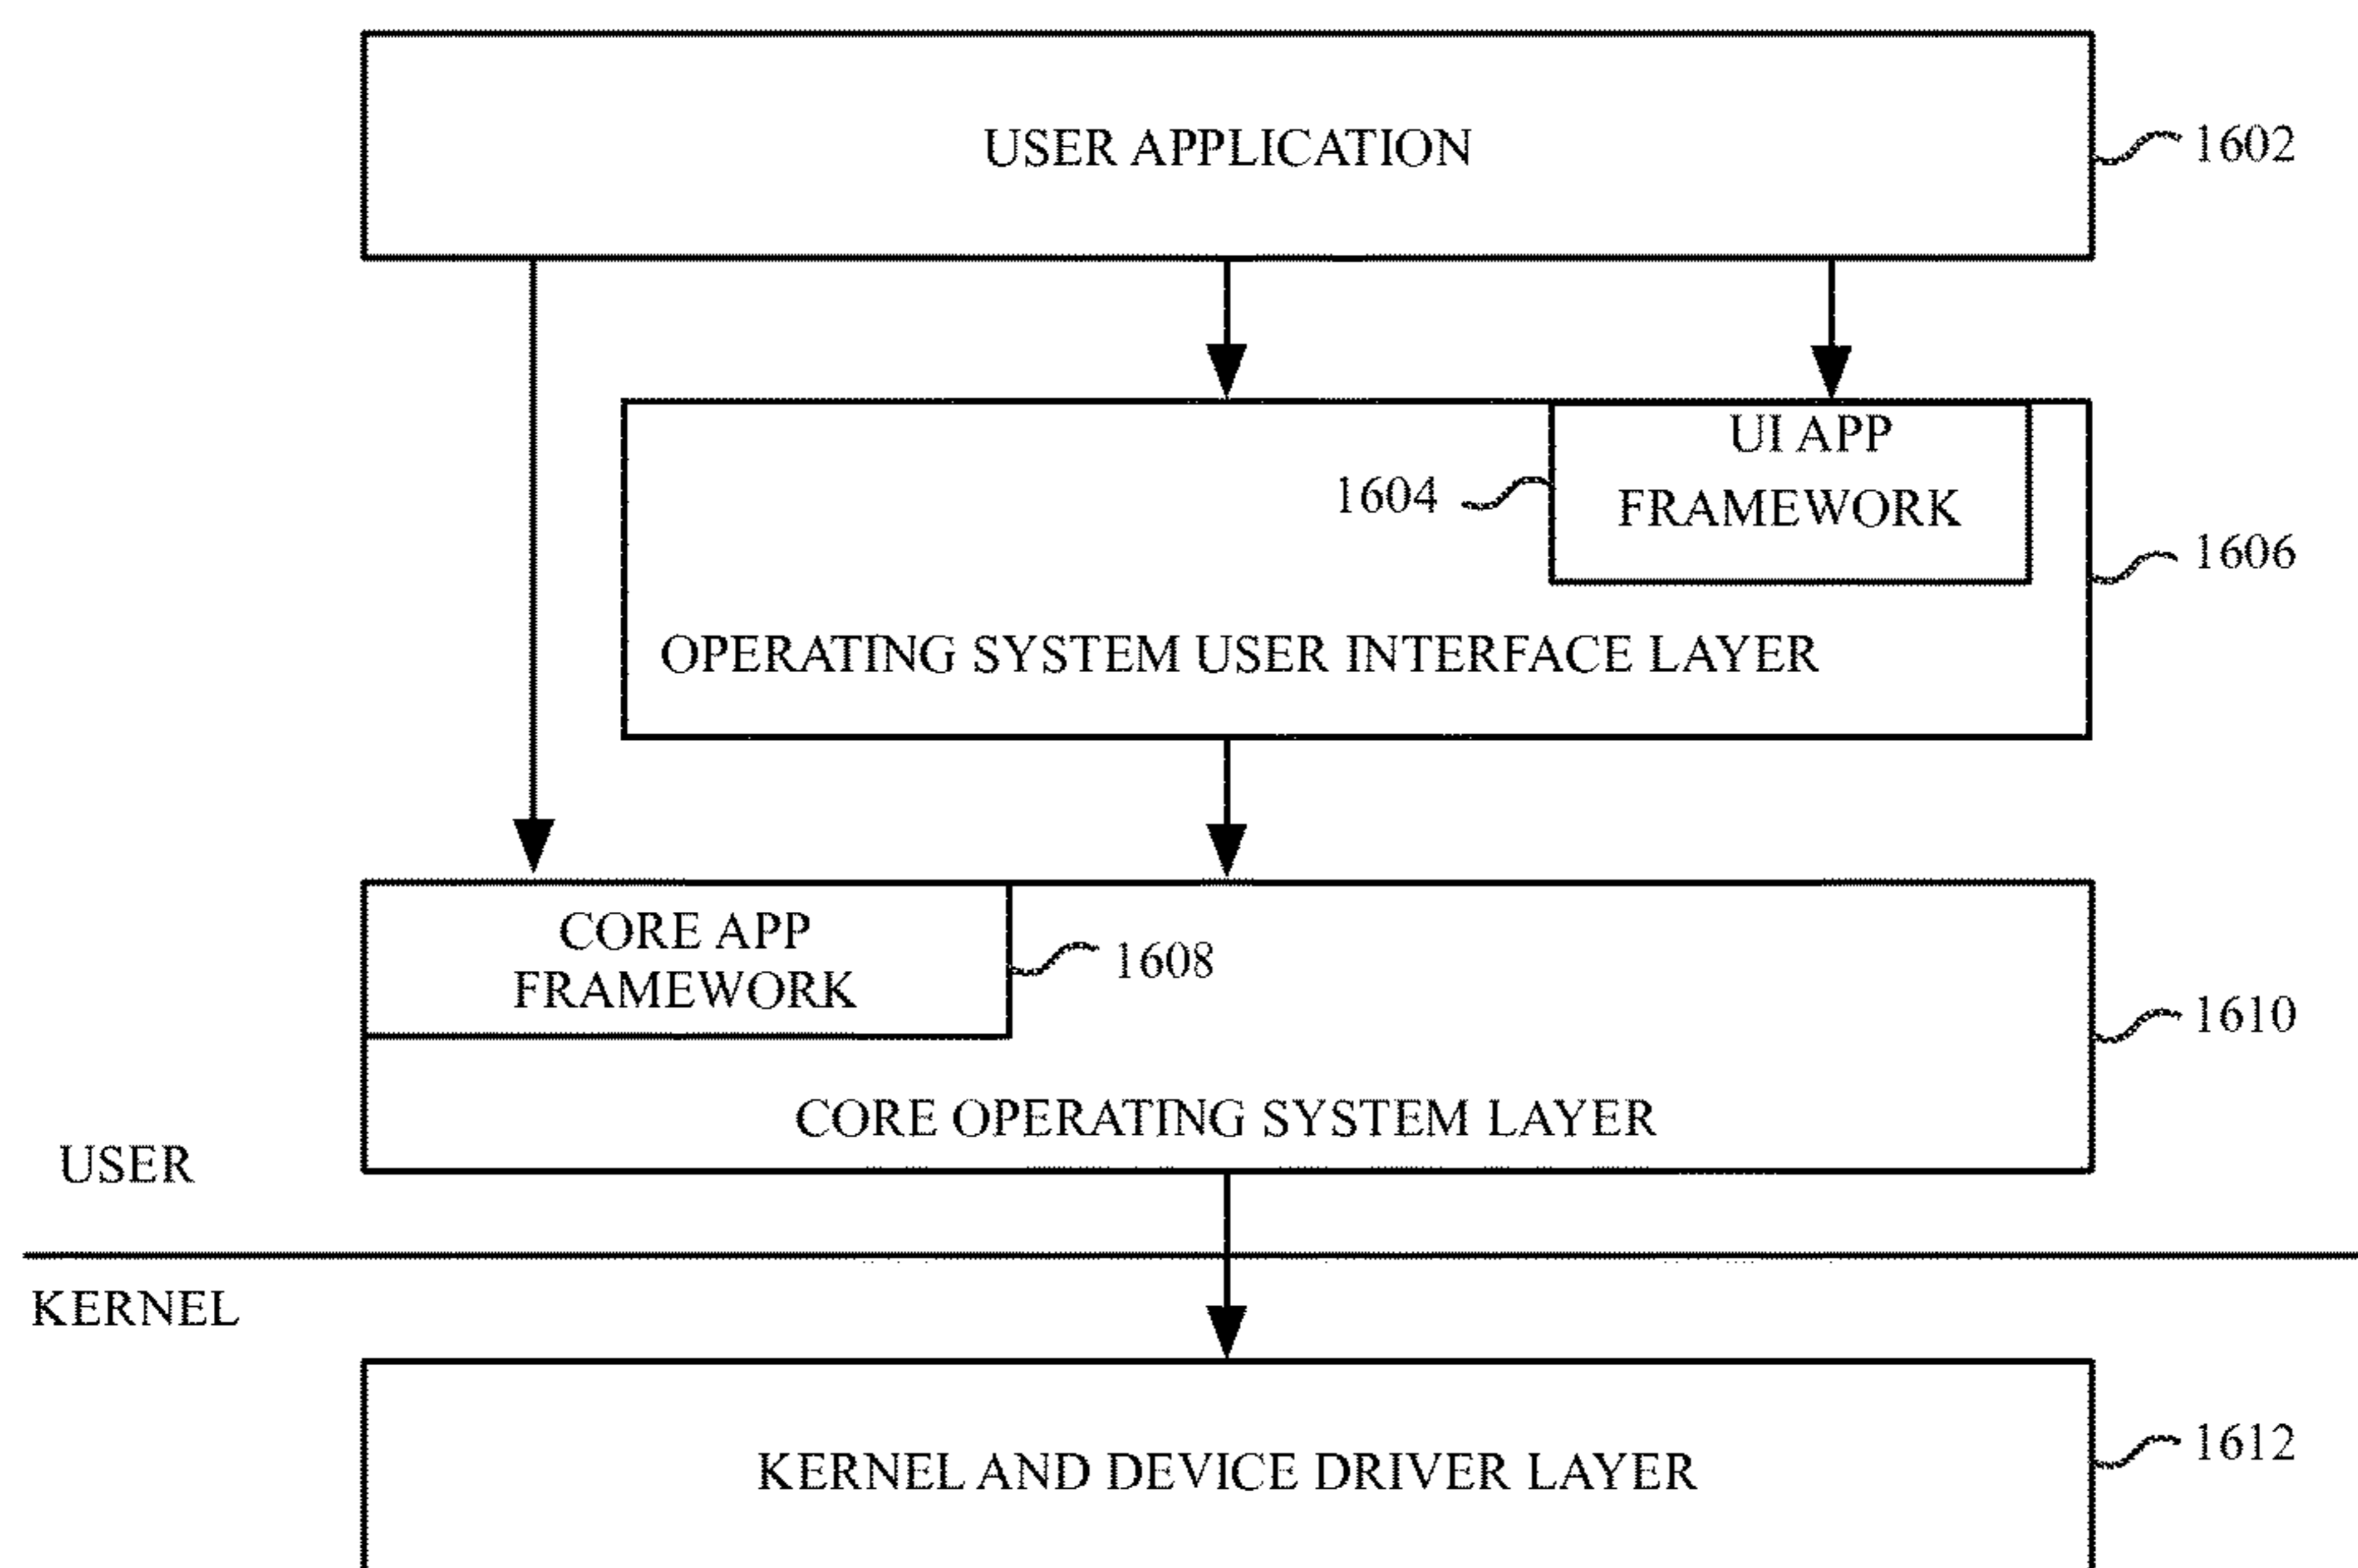 USER APPLICATION
1602
UI APP
FRAMEWORK
1604
1606
OPERATING SYSTEM USER INTERFACE LAYER
CORE APP
FRAMEWORK
1608
1610
CORE OPERATING SYSTEM LAYER
USER
KERNEL
KERNEL AND DEVICE DRIVER LAYER
1612